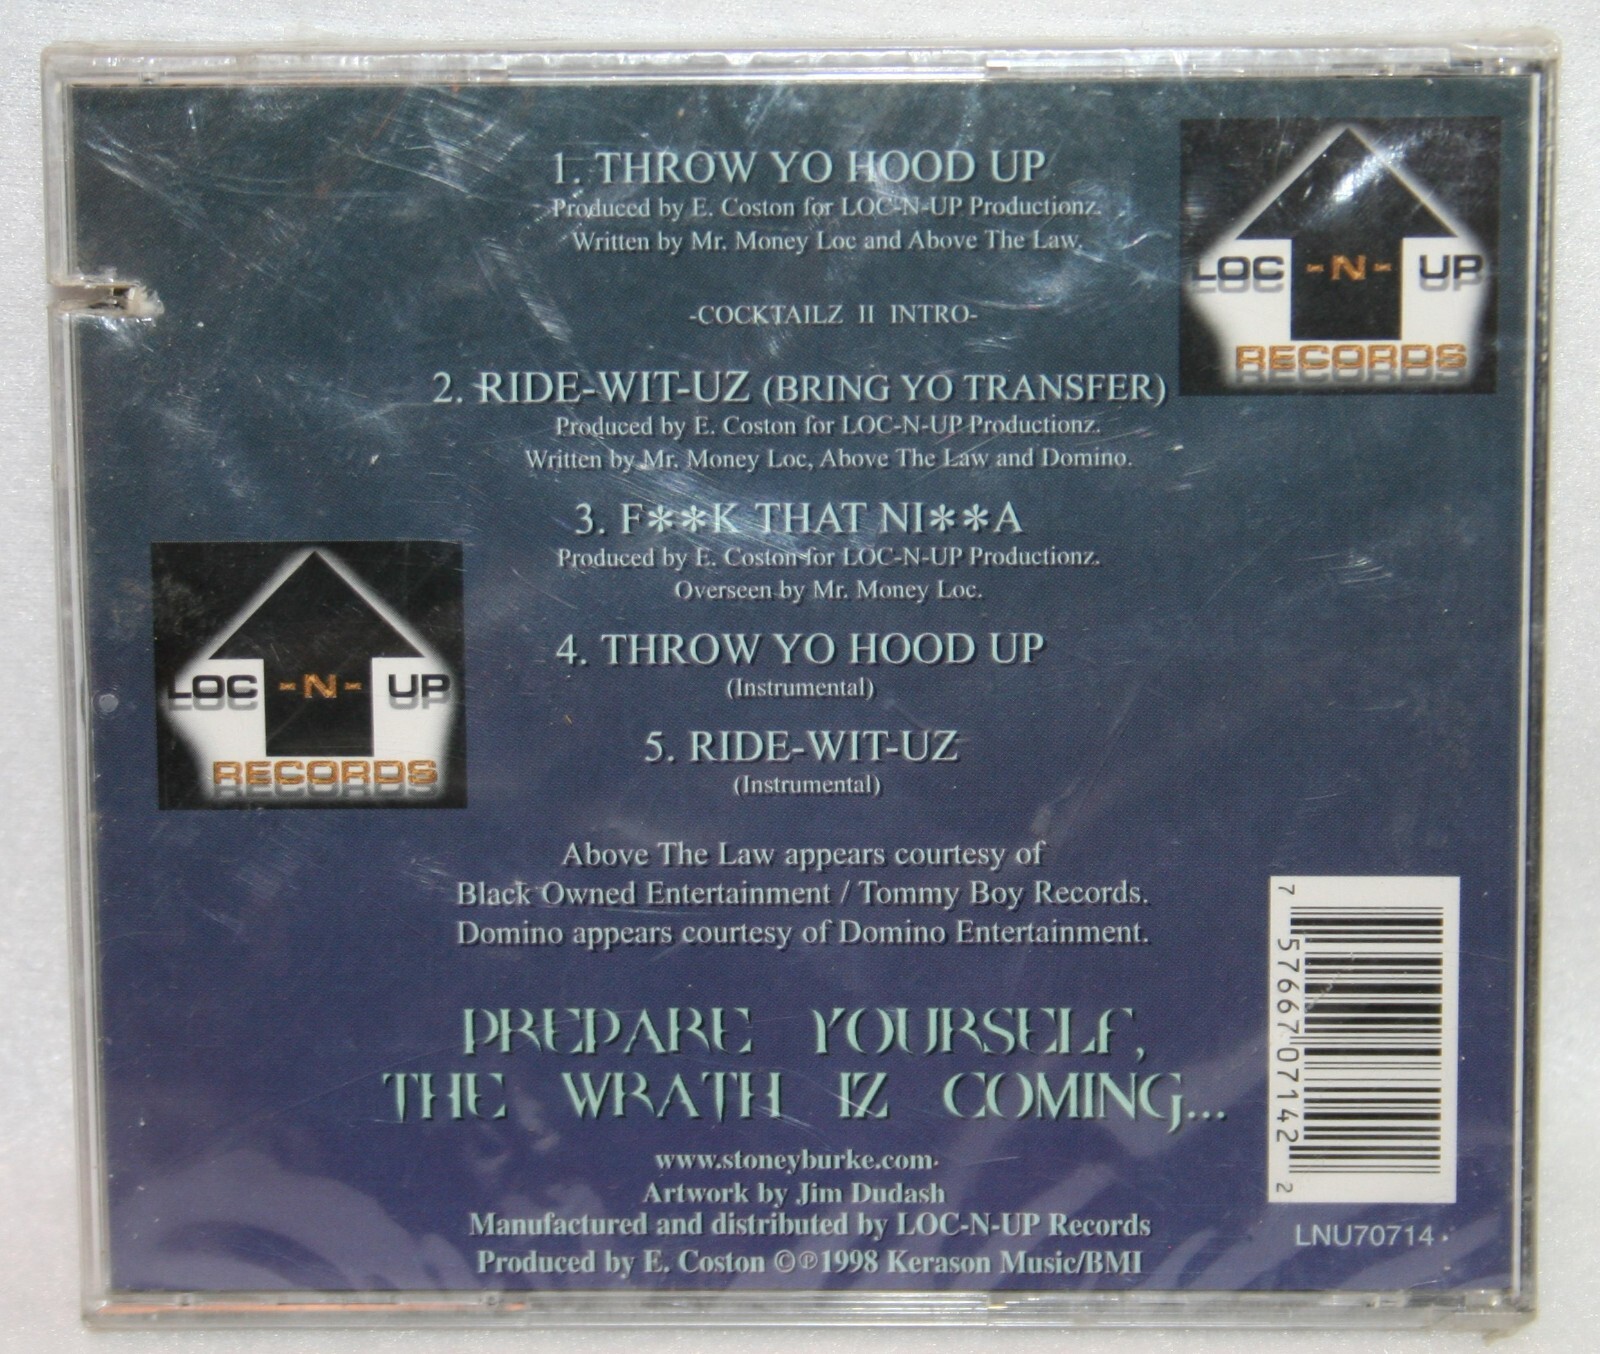 1. THROW YO HOOD UP
Produced by E. Coston for LOC-N-UP Productionz.
Written by Mr. Money Loc and Above The Law.
LOC -N- UP
RECORDS
-COCKTAILZ II INTRO-
2. RIDE-WIT-UZ (BRING YO TRANSFER)
Produced by E. Coston for LOC-N-UP Productionz.
Written by Mr. Money Loc, Above The Law and Domino.
3. F**K THAT NI**A
Produced by E. Coston for LOC-N-UP Productionz.
Overseen by Mr. Money Loc.
4. THROW YO HOOD UP
(Instrumental)
LOC -N- UP
RECORDS
5. RIDE-WIT-UZ
(Instrumental)
Above The Law appears courtesy of
Black Owned Entertainment / Tommy Boy Records.
Domino appears courtesy of Domino Entertainment.
PREPARE YOURSELF,
THE WRATH IZ COMING...
www.stoneyburke.com
Artwork by Jim Dudash
Manufactured and distributed by LOC-N-UP Records
Produced by E. Coston ©℗1998 Kerason Music/BMI
7 57667 07142 2
LNU70714